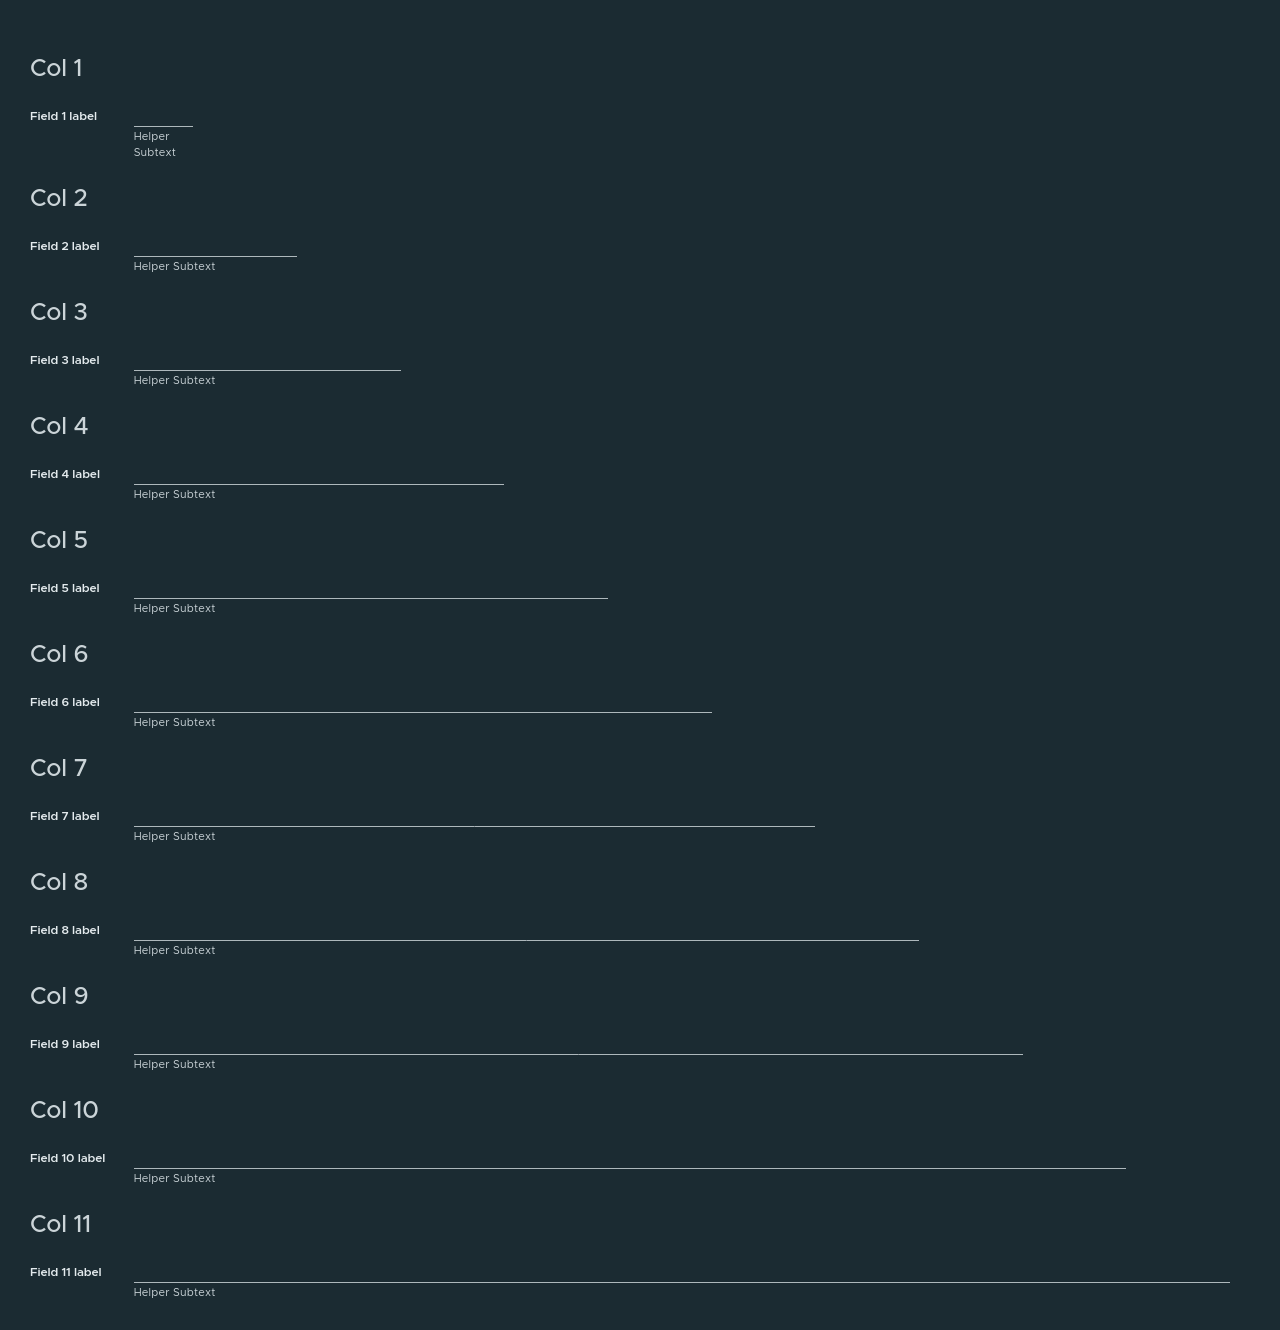 Col 1
Field 1 label
Helper
Subtext
Col 2
Field 2 label
Helper Subtext
Col 3
Field 3 label
Helper Subtext
Col 4
Field 4 label
Helper Subtext
Col 5
Field 5 label
Helper Subtext
Col 6
Field 6 label
Helper Subtext
Col 7
Field 7 label
Helper Subtext
Col 8
Field 8 label
Helper Subtext
Col 9
Field 9 label
Helper Subtext
Col 10
Field 10 label
Helper Subtext
Col 11
Field 11 label
Helper Subtext